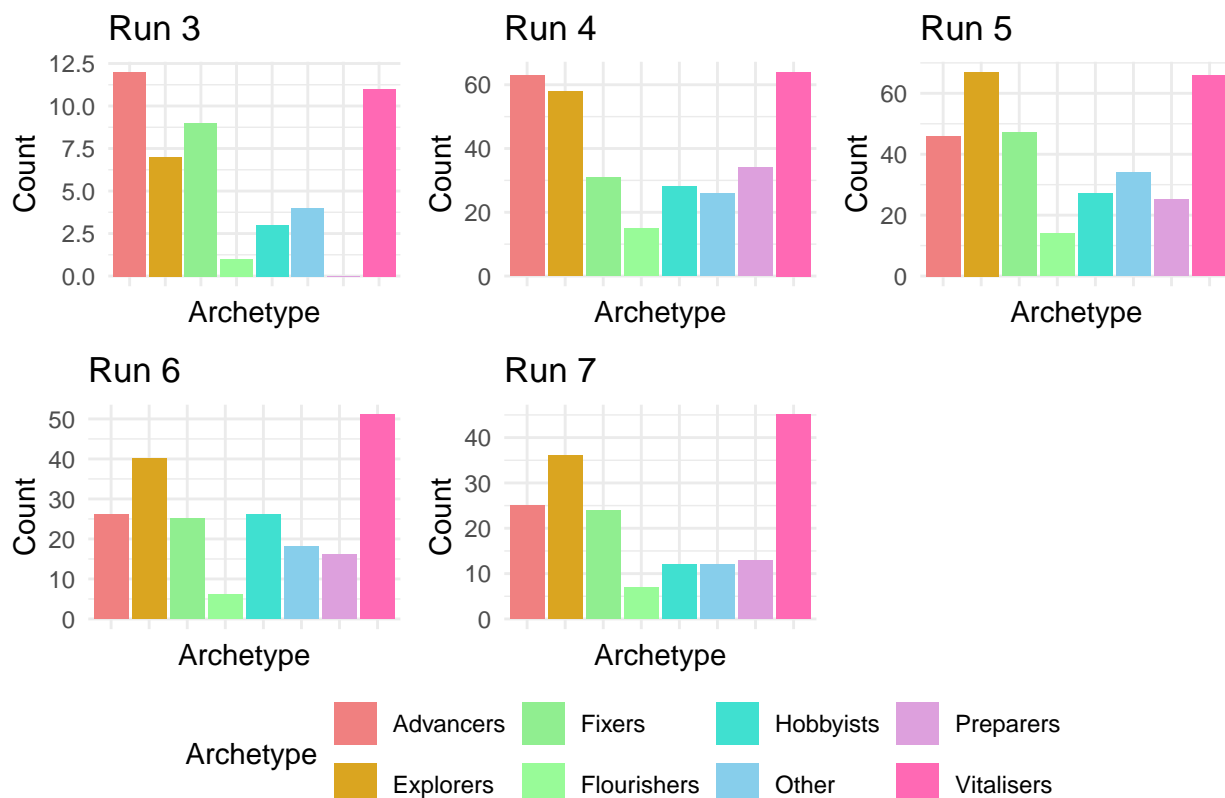 Run 3
Run 4
Run 5
12.5
10.0
7.5
5.0
2.5
0.0
Count
Archetype
60
40
20
0
Count
Archetype
60
40
20
0
Count
Archetype
Run 6
Run 7
50
40
30
20
10
0
Count
Archetype
40
30
20
10
0
Count
Archetype
Archetype
Advancers
Fixers
Hobbyists
Preparers
Explorers
Flourishers
Other
Vitalisers